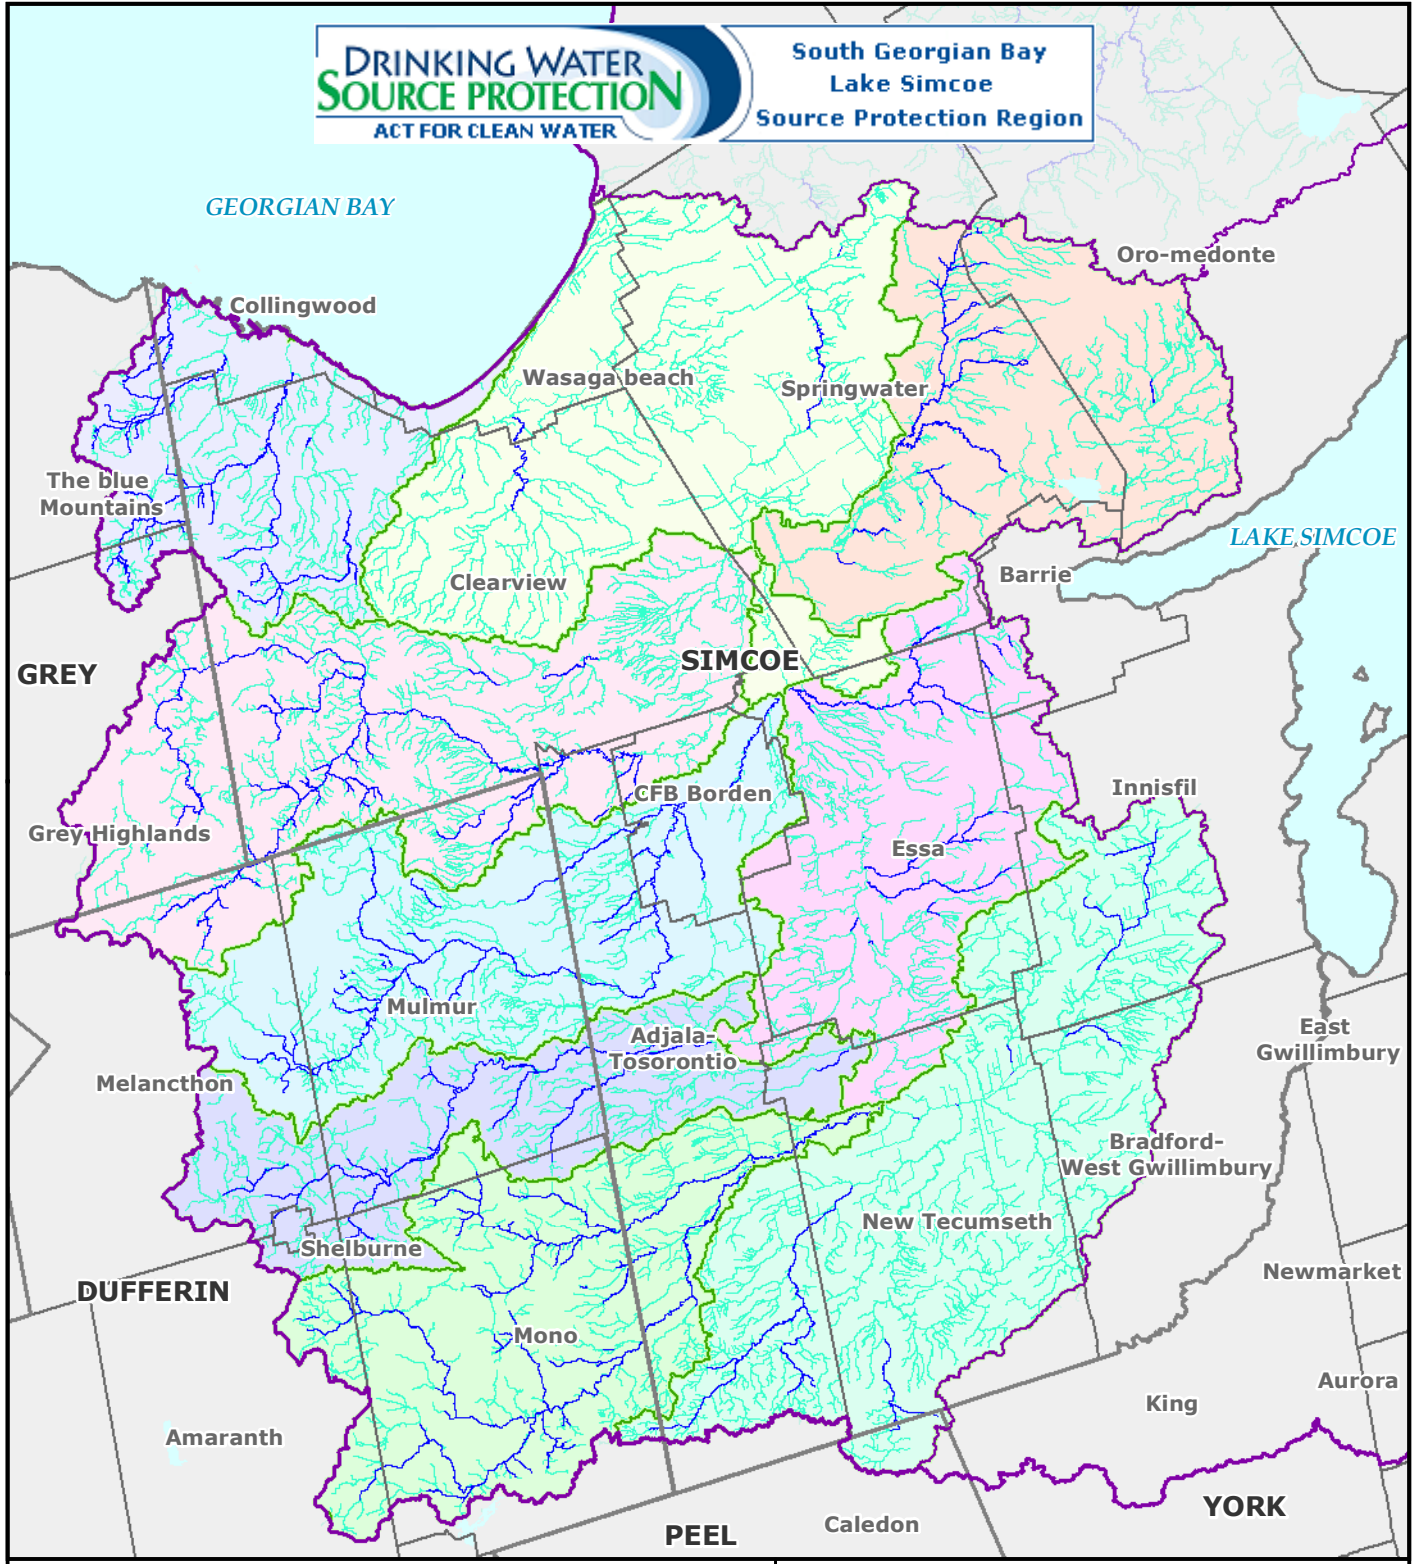 DRINKING WATER
SOURCE PROTECTION
ACT FOR CLEAN WATER
South Georgian Bay
Lake Simcoe
Source Protection Region
GEORGIAN BAY
Oro-medonte
Collingwood
Wasaga beach
Springwater
The blue
Mountains
LAKE SIMCOE
Clearview
Barrie
SIMCOE
GREY
CFB Borden
Innisfil
Grey Highlands
Essa
Mulmur
Adjala-
Tosorontio
East
Gwillimbury
Melancthon
Bradford-
West Gwillimbury
New Tecumseth
Shelburne
Newmarket
DUFFERIN
Mono
Aurora
King
Amaranth
YORK
Caledon
PEEL